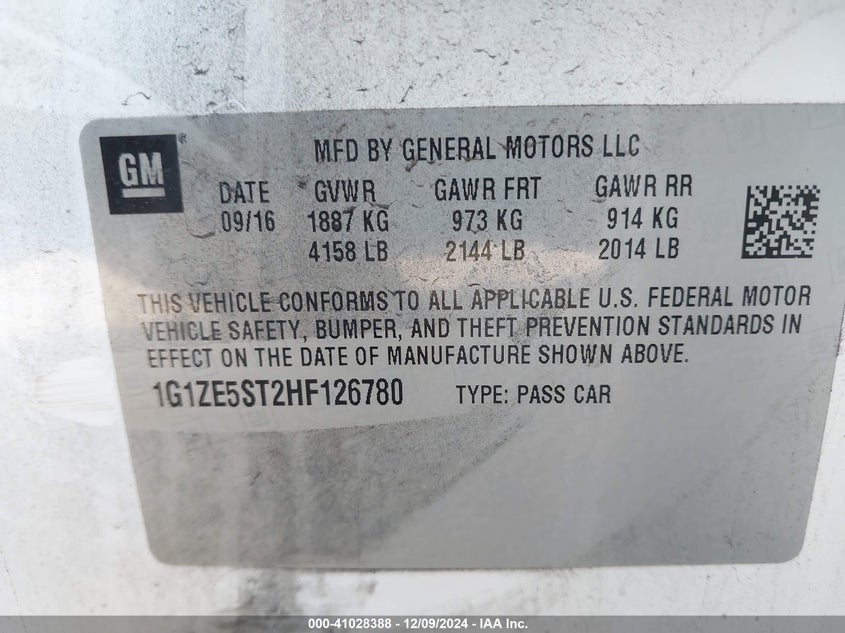 GM®
MFD BY GENERAL MOTORS LLC
DATE GVWR GAWR FRT GAWR RR
09/16 1887 KG 973 KG 914 KG
4158 LB 2144 LB 2014 LB
THIS VEHICLE CONFORMS TO ALL APPLICABLE U.S. FEDERAL MOTOR
VEHICLE SAFETY, BUMPER, AND THEFT PREVENTION STANDARDS IN
EFFECT ON THE DATE OF MANUFACTURE SHOWN ABOVE.
1G1ZE5ST2HF126780 TYPE: PASS CAR
000-41028388 - 12/09/2024 - IAA Inc.